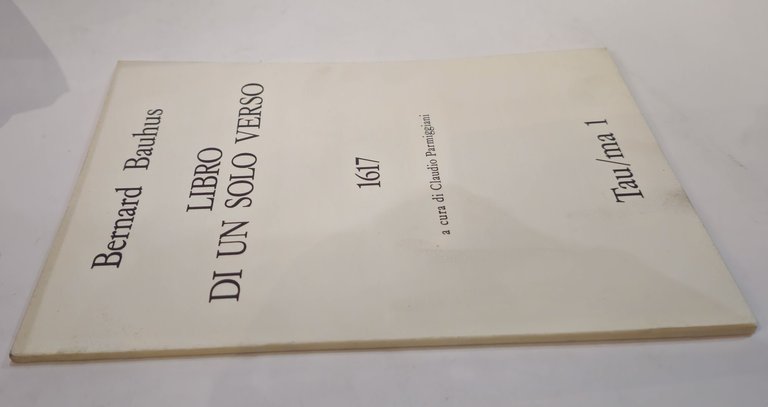 Bernard Bauhus
LIBRO
DI UN SOLO VERSO
1617
a cura di Claudio Parmiggiani
Tau/ma 1